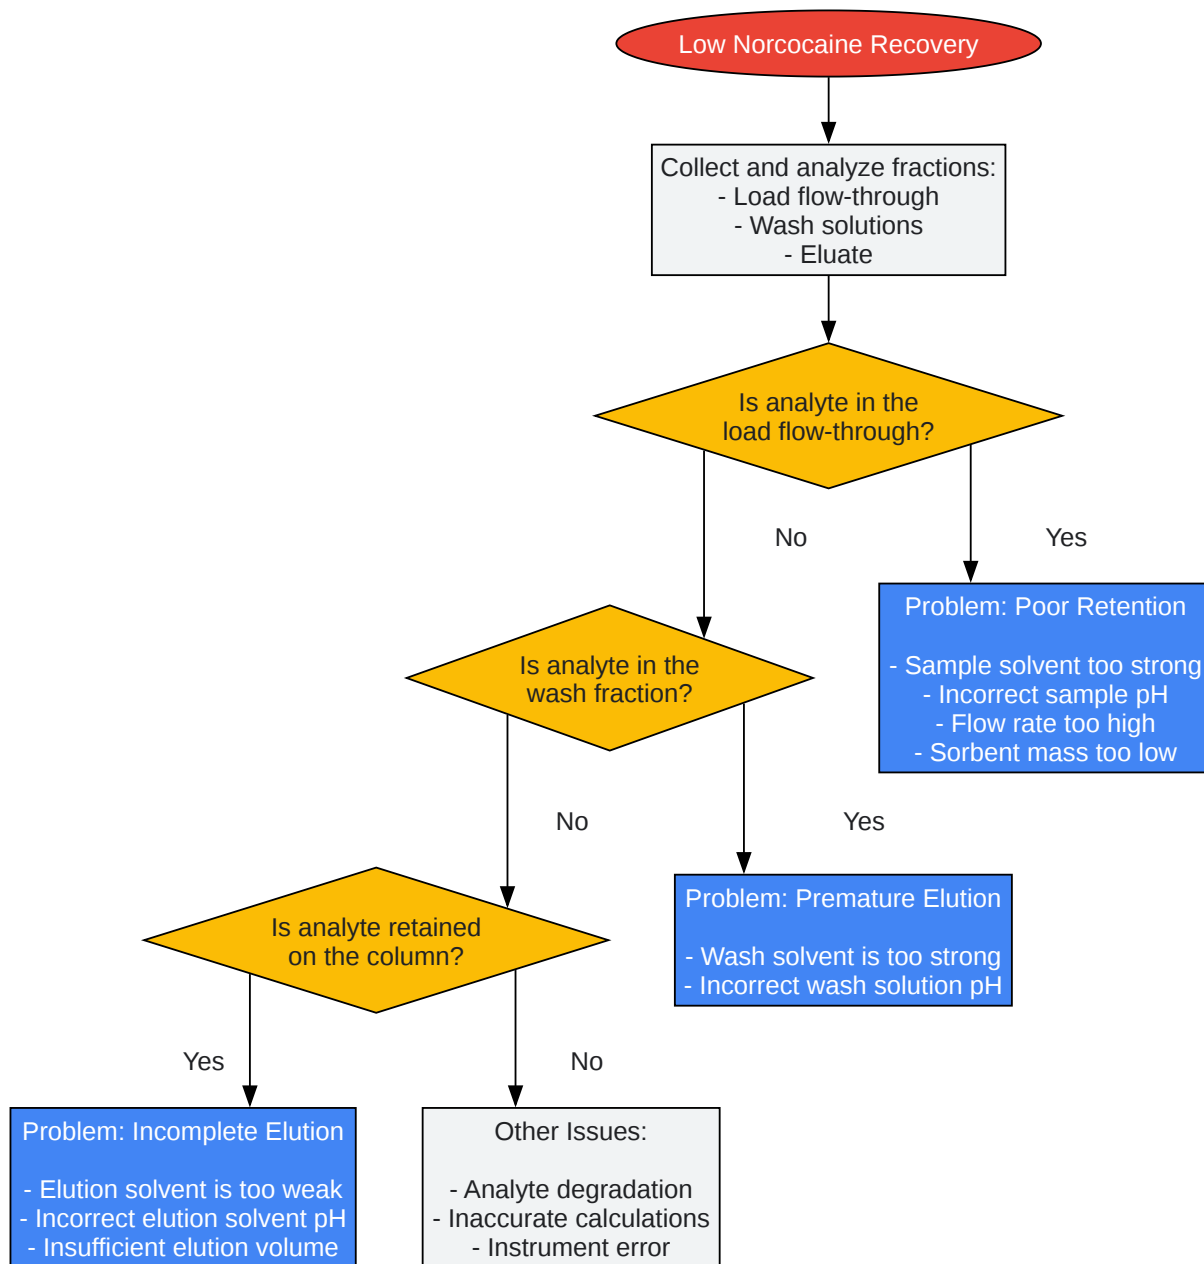 Low Norcocaine Recovery
Collect and analyze fractions:
- Load flow-through
- Wash solutions
- Eluate
Is analyte in the
load flow-through?
No
Yes
Problem: Poor Retention
- Sample solvent too strong
- Incorrect sample pH
- Flow rate too high
- Sorbent mass too low
Is analyte in the
wash fraction?
No
Yes
Problem: Premature Elution
- Wash solvent is too strong
- Incorrect wash solution pH
Is analyte retained
on the column?
Yes
No
Problem: Incomplete Elution
- Elution solvent is too weak
- Incorrect elution solvent pH
- Insufficient elution volume
Other Issues:
- Analyte degradation
- Inaccurate calculations
- Instrument error